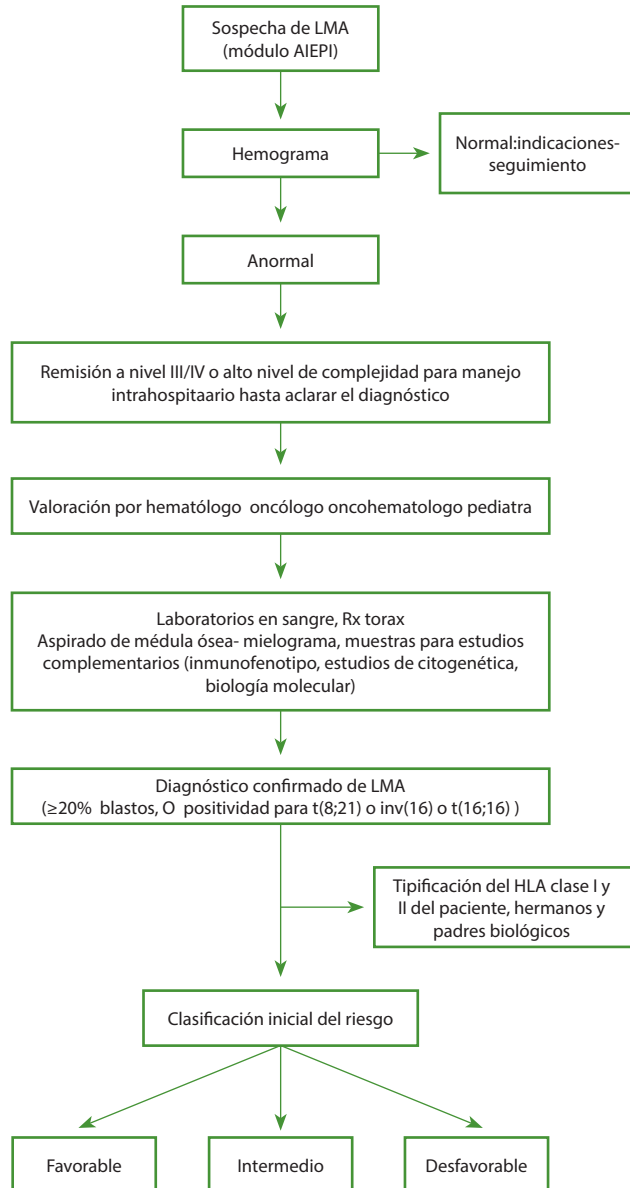 Sospecha de LMA
(módulo AIEPI)
Hemograma
Normal:indicaciones-
seguimiento
Anormal
Remisión a nivel III/IV o alto nivel de complejidad para manejo
intrahospitaario hasta aclarar el diagnóstico
Valoración por hematólogo oncólogo oncohematologo pediatra
Laboratorios en sangre, Rx torax
Aspirado de médula ósea- mielograma, muestras para estudios
complementarios (inmunofenotipo, estudios de citogenética,
biología molecular)
Diagnóstico confirmado de LMA
(≥20% blastos, O positividad para t(8;21) o inv(16) o t(16;16) )
Tipificación del HLA clase I y
II del paciente, hermanos y
padres biológicos
Clasificación inicial del riesgo
Favorable
Intermedio
Desfavorable